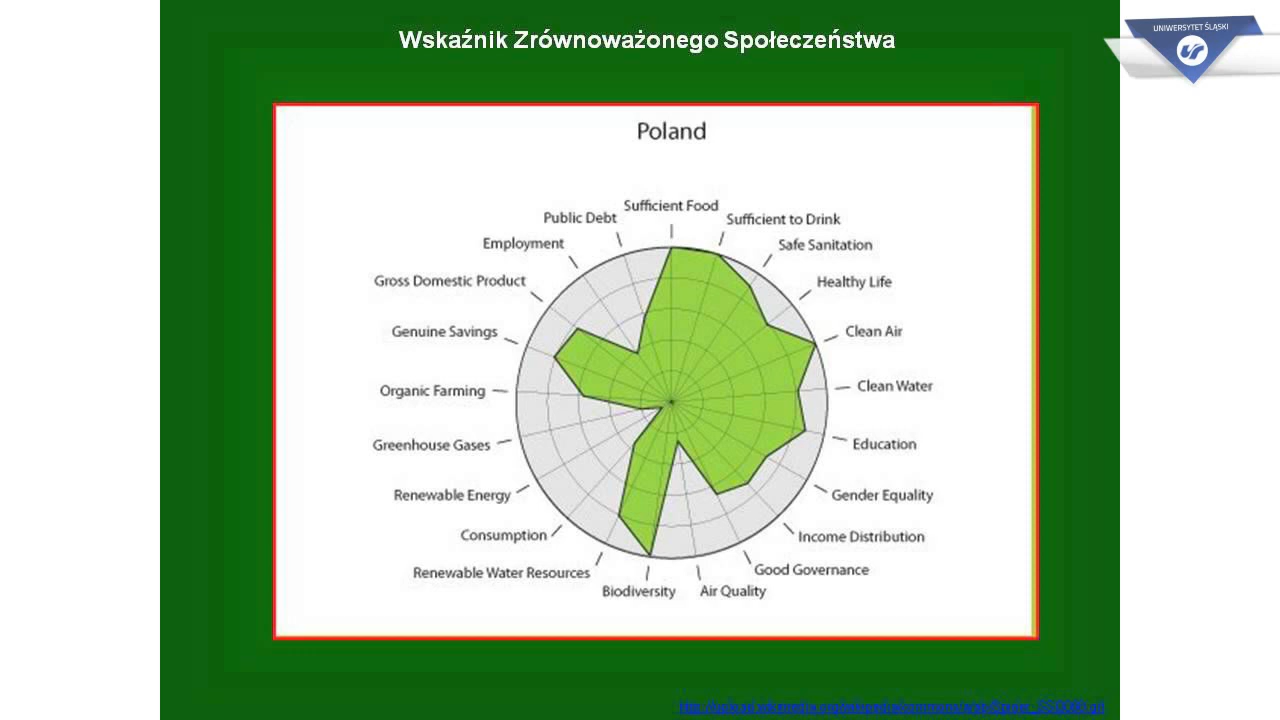 Wskaźnik Zrównoważonego Społeczeństwa
UNIWERSYTET ŚLĄSKI
Poland
Sufficient Food
Public Debt
Sufficient to Drink
Employment
Safe Sanitation
Gross Domestic Product
Healthy Life
Genuine Savings
Clean Air
Organic Farming
Clean Water
Greenhouse Gases
Education
Renewable Energy
Gender Equality
Consumption
Income Distribution
Renewable Water Resources
Good Governance
Biodiversity
Air Quality